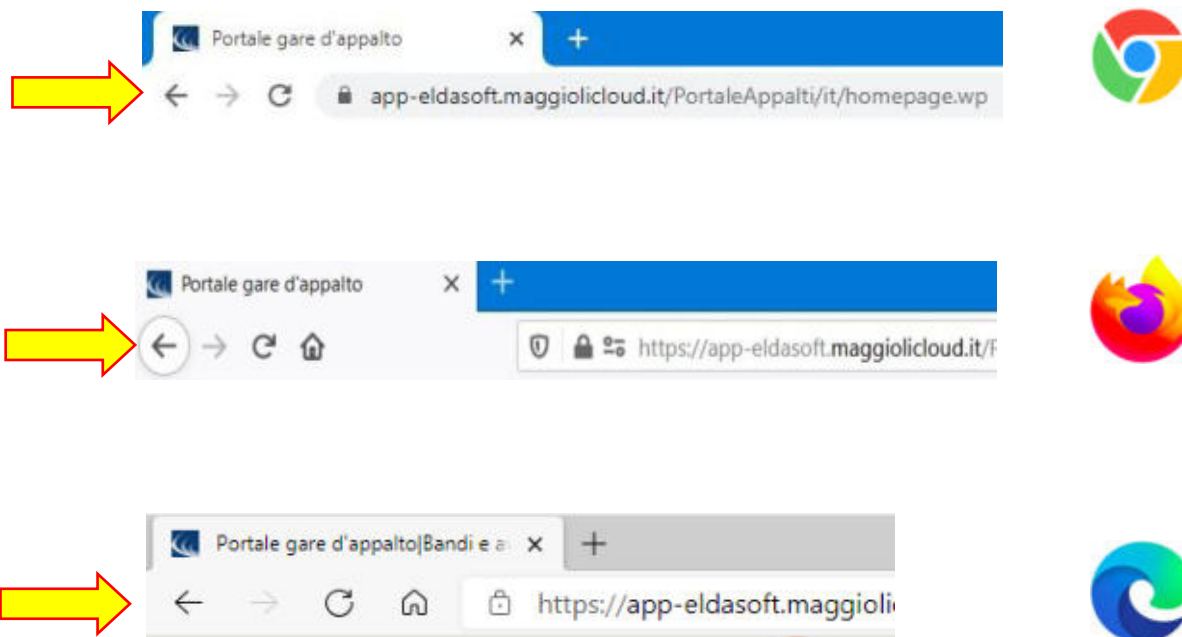 Portale gare d'appalto
app-eldasoft.maggiolicloud.it/PortaleAppalti/it/homepage.wp
Portale gare d'appalto
https://app-eldasoft.maggiolicloud.it/
Portale gare d'appalto|Bandi e a
https://app-eldasoft.maggioli